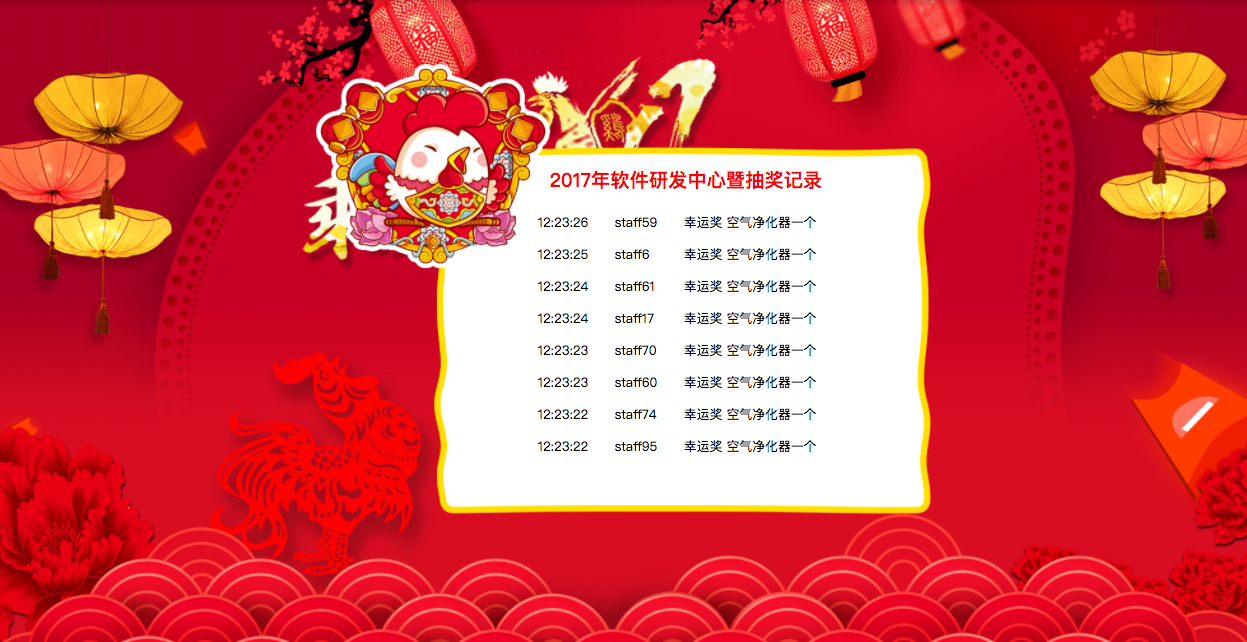 福
福
鷄
2017年软件研发中心暨抽奖记录
12:23:26 staff59 幸运奖 空气净化器一个
12:23:25 staff6 幸运奖 空气净化器一个
12:23:24 staff61 幸运奖 空气净化器一个
12:23:24 staff17 幸运奖 空气净化器一个
12:23:23 staff70 幸运奖 空气净化器一个
12:23:23 staff60 幸运奖 空气净化器一个
12:23:22 staff74 幸运奖 空气净化器一个
12:23:22 staff95 幸运奖 空气净化器一个